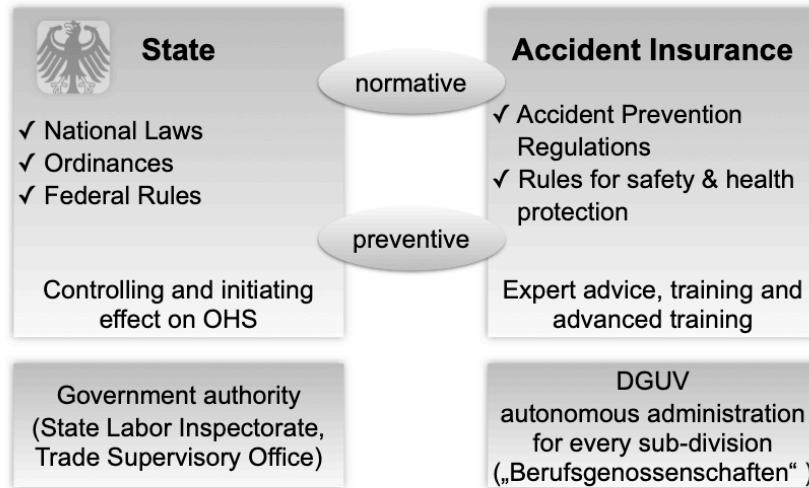 State
✓ National Laws
✓ Ordinances
✓ Federal Rules
Controlling and initiating
effect on OHS
normative
preventive
Accident Insurance
✓ Accident Prevention
Regulations
✓ Rules for safety & health
protection
Expert advice, training and
advanced training
Government authority
(State Labor Inspectorate,
Trade Supervisory Office)
DGUV
autonomous administration
for every sub-division
(„Berufsgenossenschaften“ )